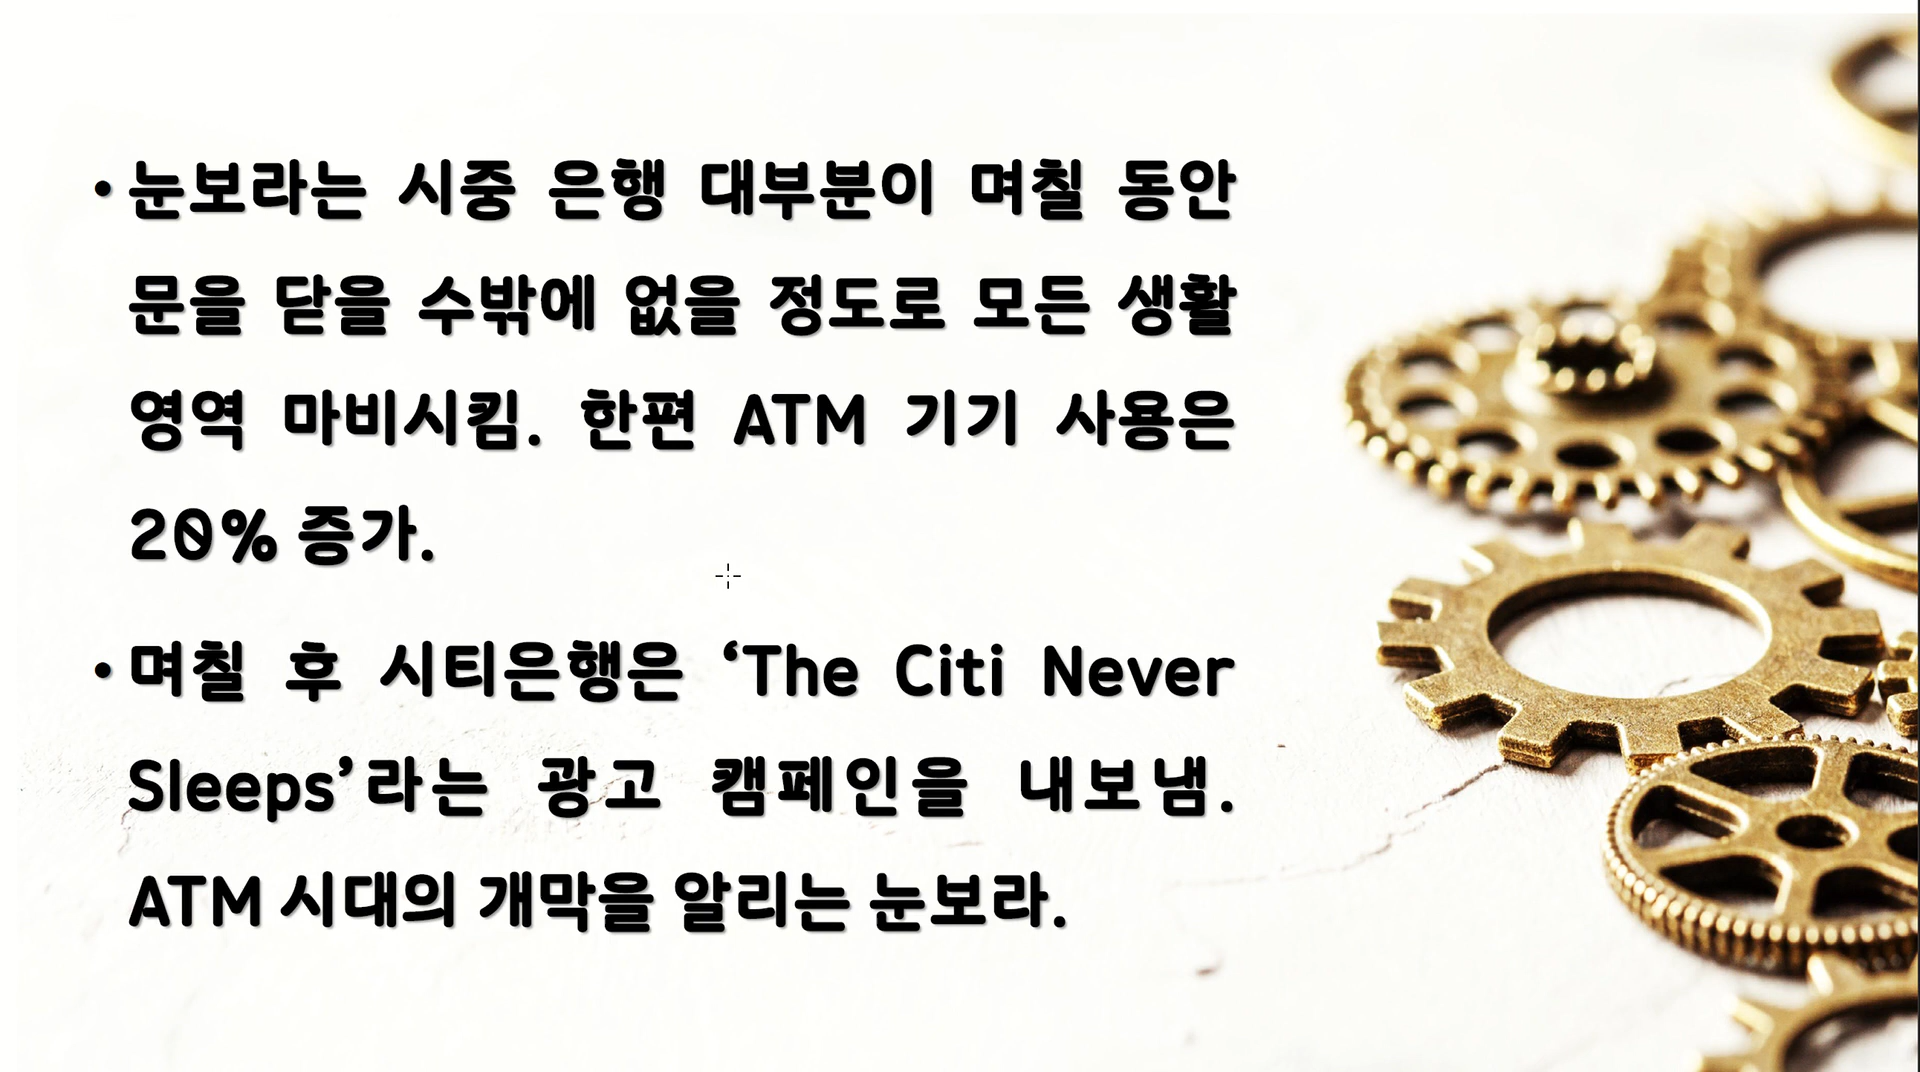 • 눈보라는 시중 은행 대부분이 며칠 동안
문을 닫을 수밖에 없을 정도로 모든 생활
영역 마비시킴. 한편 ATM 기기 사용은
20% 증가.
• 며칠 후 시티은행은 ‘The Citi Never
Sleeps’라는 광고 캠페인을 내보냄.
ATM 시대의 개막을 알리는 눈보라.